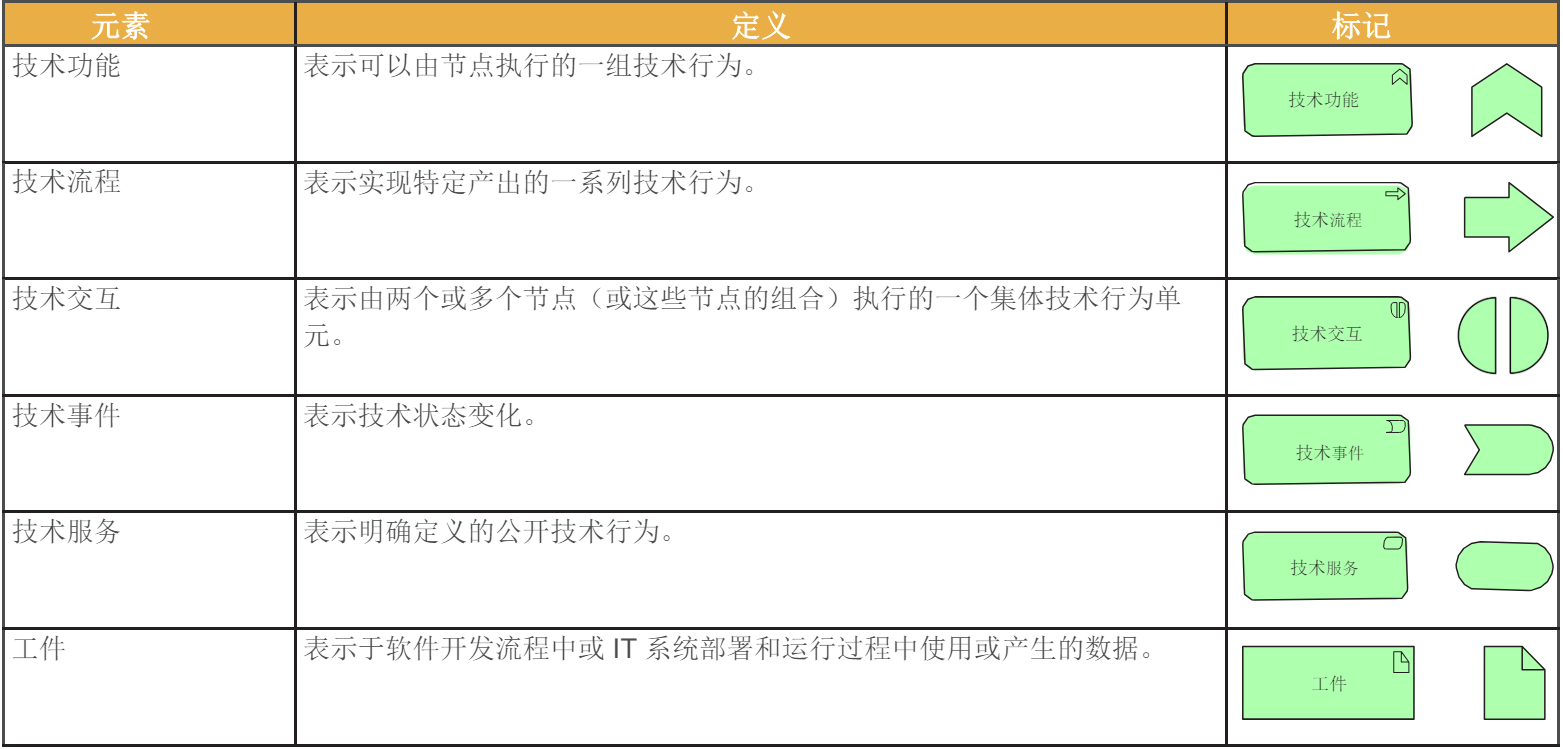 元素 定义 标记
技术功能 表示可以由节点执行的一组技术行为。
技术功能
技术流程 表示实现特定产出的一系列技术行为。
技术流程
技术交互 表示由两个或多个节点（或这些节点的组合）执行的一个集体技术行为单
元。
技术交互
技术事件 表示技术状态变化。
技术事件
技术服务 表示明确定义的公开技术行为。
技术服务
工件 表示于软件开发流程中或 IT 系统部署和运行过程中使用或产生的数据。
工件